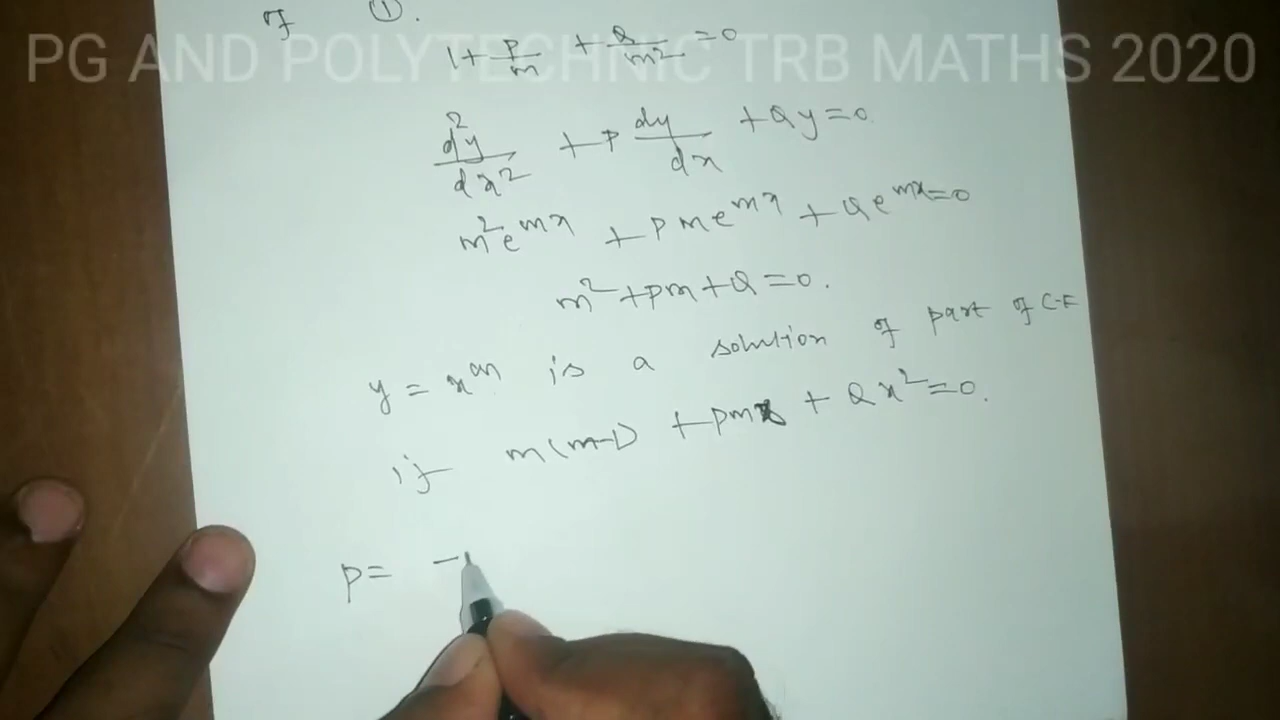 of ①.
1 + P/m + Q/m² = 0
PG AND POLYTECHNIC TRB MATHS 2020
d²y/dx² + P dy/dx + Qy = 0
m²e^mx + Pme^mx + Qe^mx = 0
m² + Pm + Q = 0.
y = x^m is a solution of part of C.F
if m(m-1) + Pmx + Qx² = 0.
P = -